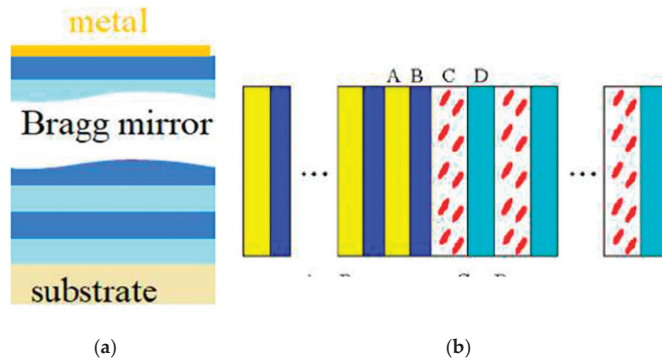 metal
Bragg mirror
substrate
A B C D
... ...
(a) (b)